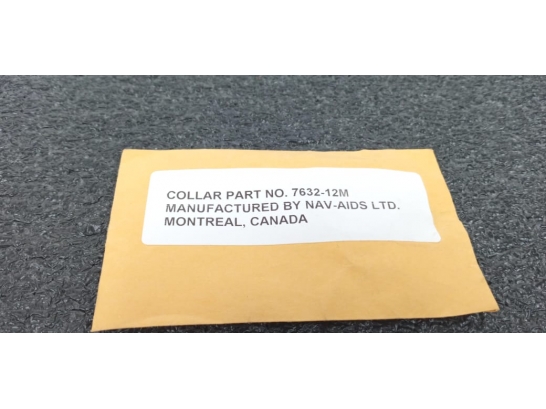 COLLAR PART NO. 7632-12M
MANUFACTURED BY NAV-AIDS LTD.
MONTREAL, CANADA